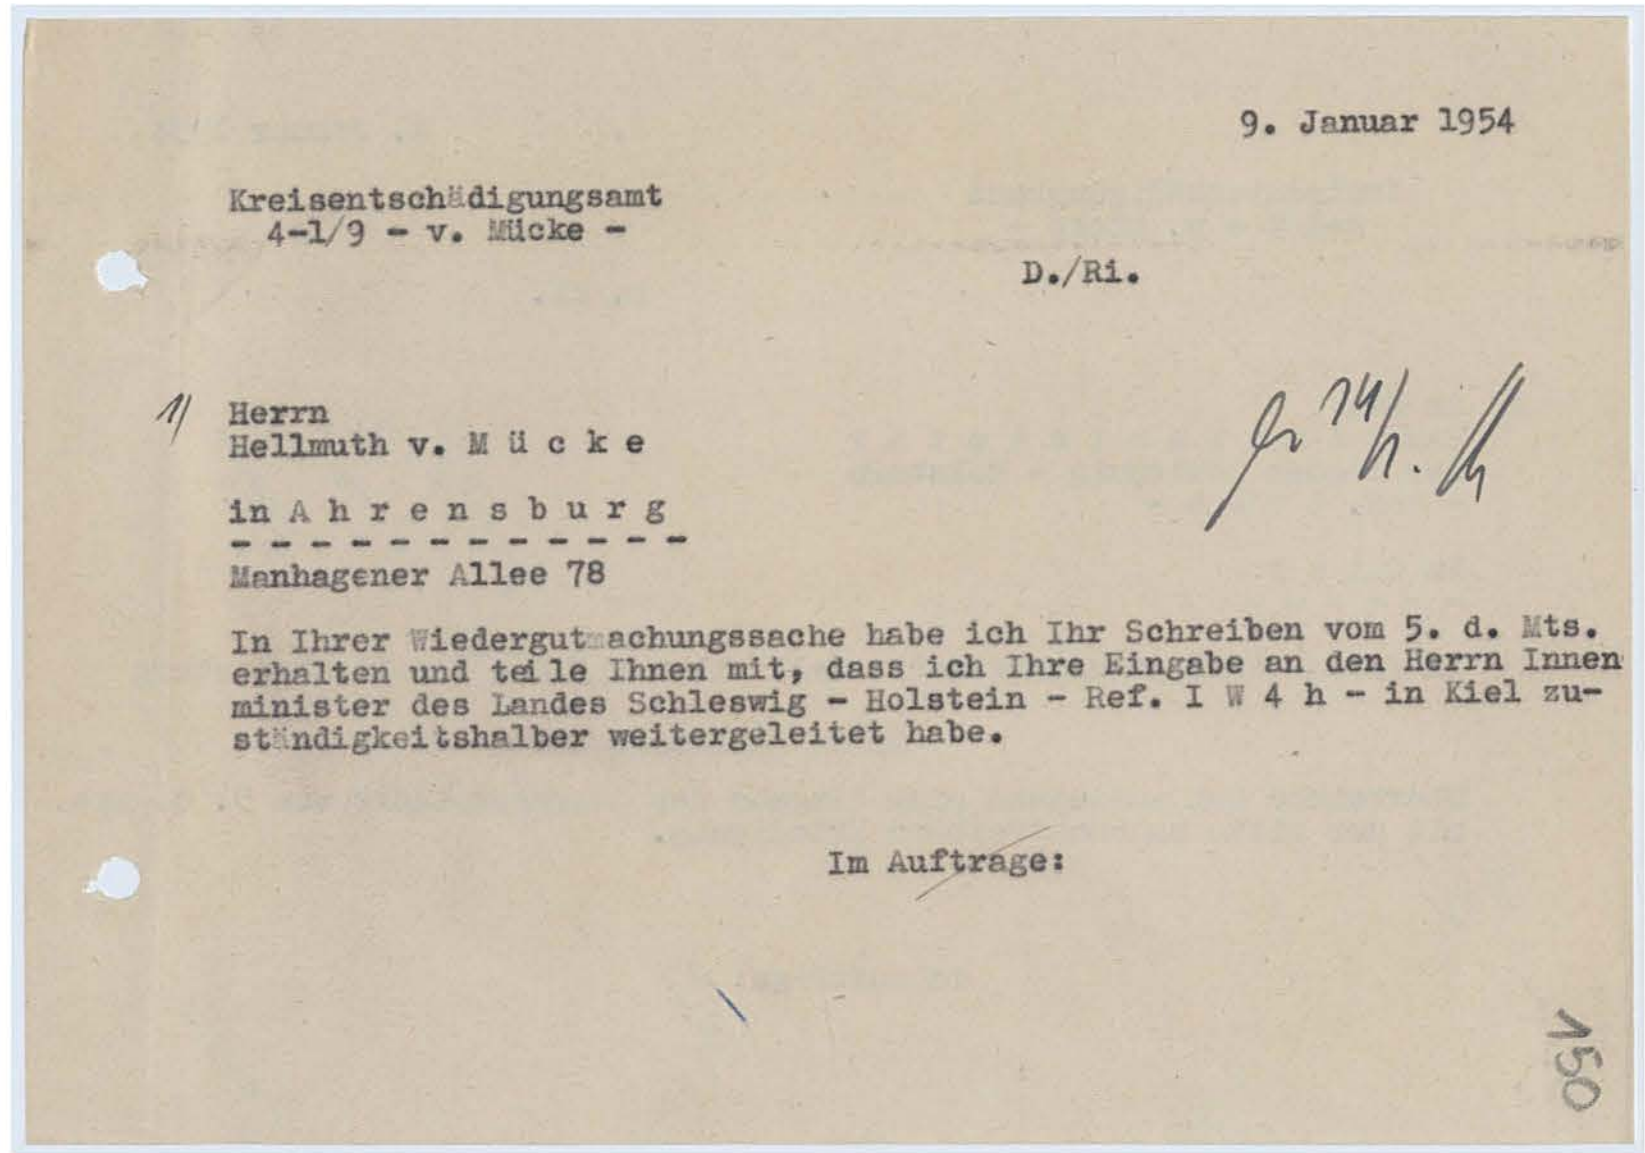 9. Januar 1954
Kreisentschädigungsamt
4-1/9 - v. Mücke -
D./Ri.
1/ Herrn
Hellmuth v. M ü c k e
in A h r e n s b u r g
- - - - - - - - - - - -
Manhagener Allee 78
14/1.
In Ihrer Wiedergutmachungssache habe ich Ihr Schreiben vom 5. d. Mts.
erhalten und teile Ihnen mit, dass ich Ihre Eingabe an den Herrn Innen
minister des Landes Schleswig - Holstein - Ref. I W 4 h - in Kiel zu-
ständigkeitshalber weitergeleitet habe.
Im Auftrage:
150